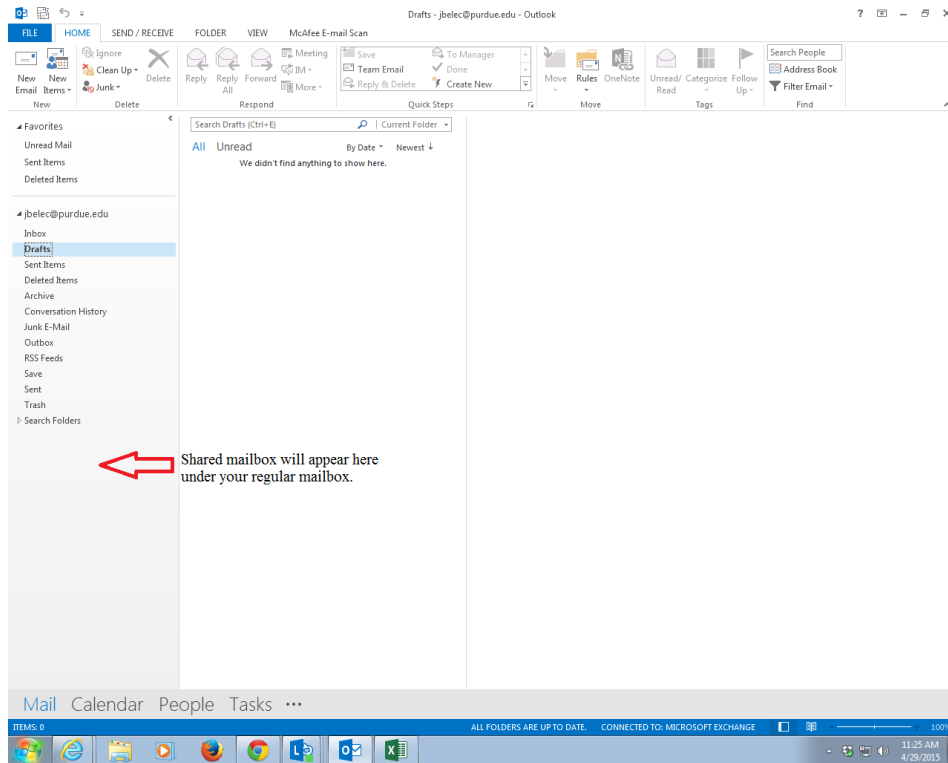 Drafts - jbelec@purdue.edu - Outlook
FILE HOME SEND / RECEIVE FOLDER VIEW McAfee E-mail Scan
New Email
New Items
New
Ignore
Clean Up
Junk
Delete
Delete
Reply
Reply All
Forward
Meeting
IM
More
Respond
Save
Team Email
Reply & Delete
To Manager
Done
Create New
Quick Steps
Move
Rules
OneNote
Move
Unread/ Read
Categorize
Follow Up
Tags
Search People
Address Book
Filter Email
Find
Favorites
Unread Mail
Sent Items
Deleted Items
jbelec@purdue.edu
Inbox
Drafts
Sent Items
Deleted Items
Archive
Conversation History
Junk E-Mail
Outbox
RSS Feeds
Save
Sent
Trash
Search Folders
Search Drafts (Ctrl+E) Current Folder
All Unread By Date Newest
We didn't find anything to show here.
Shared mailbox will appear here
under your regular mailbox.
Mail Calendar People Tasks
ITEMS: 0 ALL FOLDERS ARE UP TO DATE. CONNECTED TO: MICROSOFT EXCHANGE 100%
11:25 AM
4/29/2015